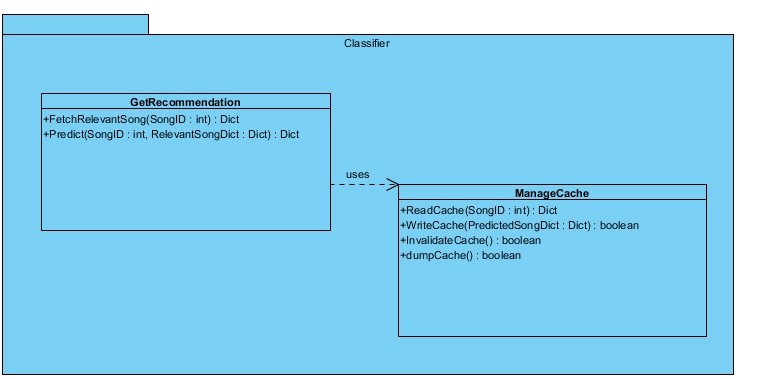 Classifier
GetRecommendation
+FetchRelevantSong(SongID : int) : Dict
+Predict(SongID : int, RelevantSongDict : Dict) : Dict
uses
ManageCache
+ReadCache(SongID : int) : Dict
+WriteCache(PredictedSongDict : Dict) : boolean
+InvalidateCache() : boolean
+dumpCache() : boolean